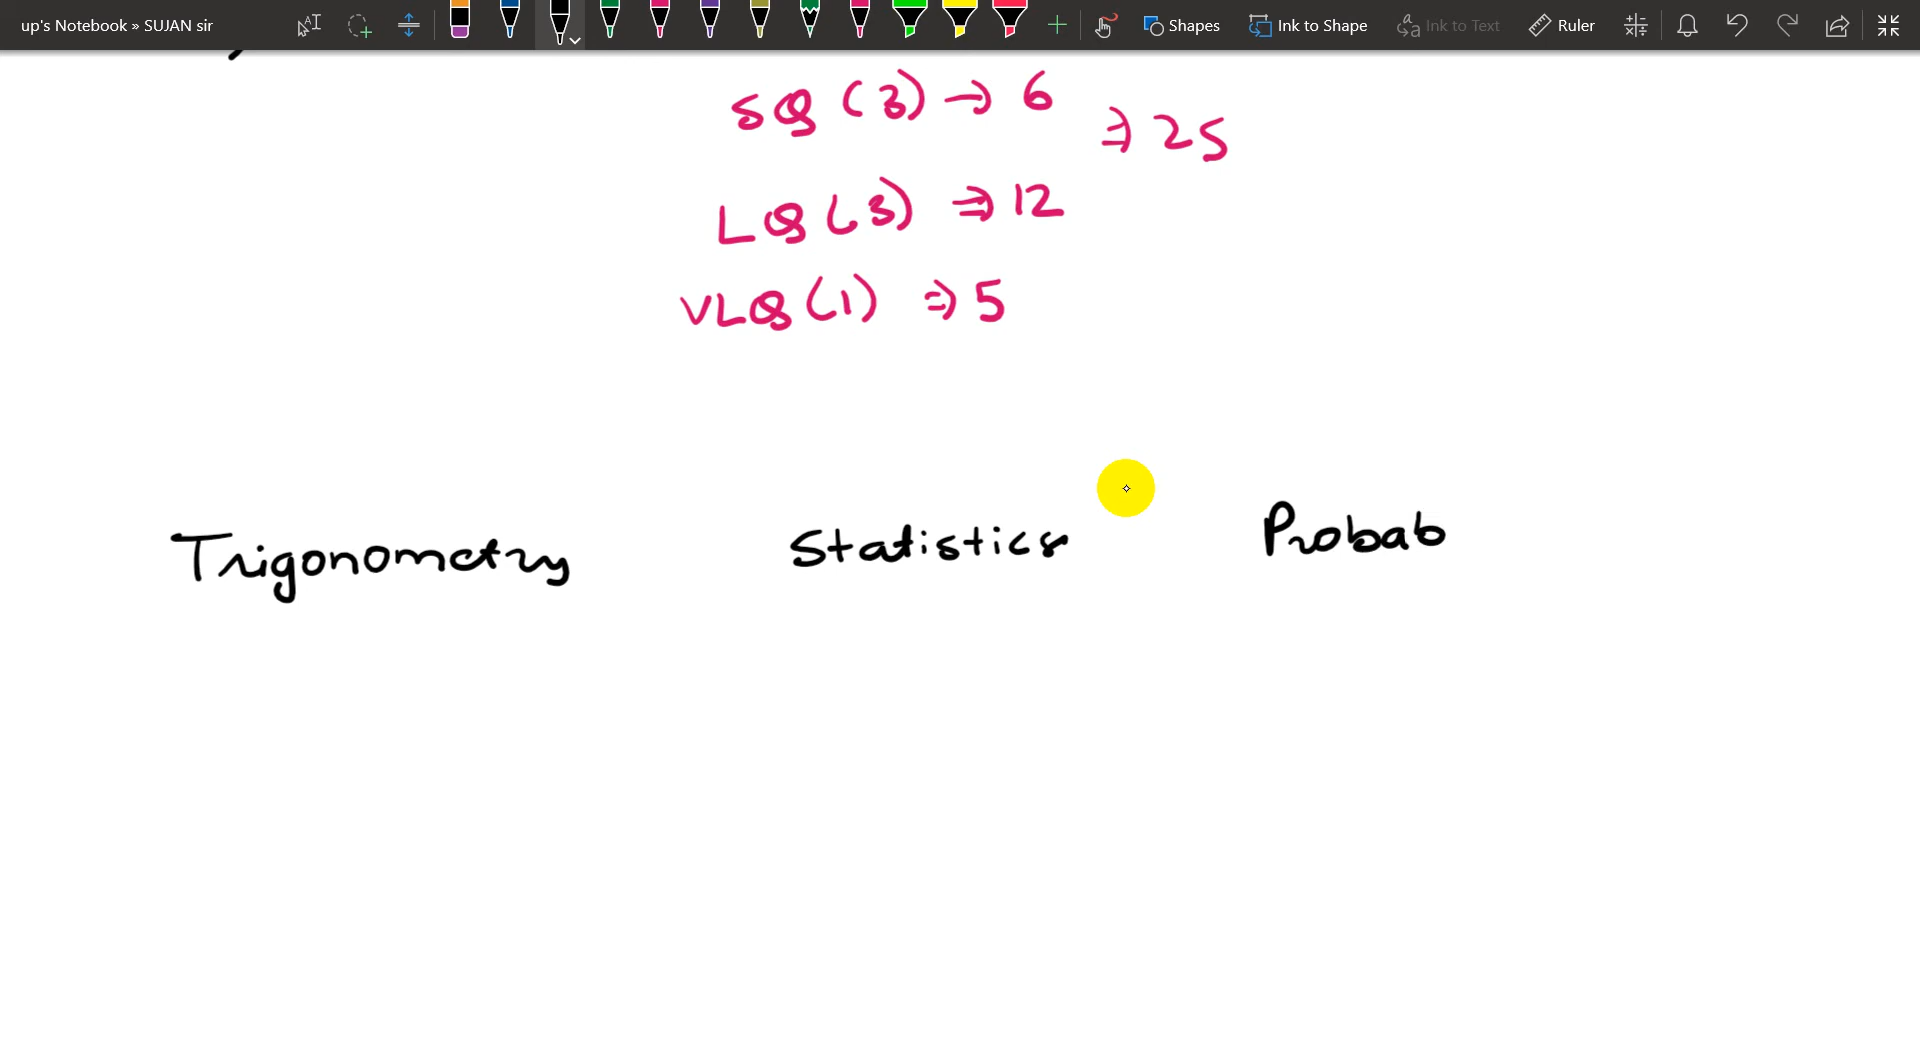 up's Notebook » SUJAN sir Shapes Ink to Shape Ink to Text Ruler
SQ (3) → 6
⇒ 25
LQ (3) ⇒ 12
VLQ (1) ⇒ 5
Trigonometry Statistics Probab